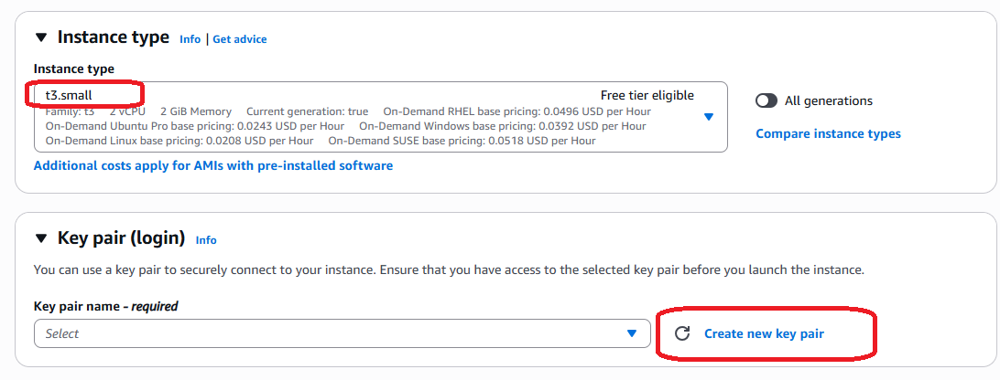 Instance type Info | Get advice
Instance type
t3.small Free tier eligible
Family: t3 2 vCPU 2 GiB Memory Current generation: true On-Demand RHEL base pricing: 0.0496 USD per Hour
On-Demand Ubuntu Pro base pricing: 0.0243 USD per Hour On-Demand Windows base pricing: 0.0392 USD per Hour
On-Demand Linux base pricing: 0.0208 USD per Hour On-Demand SUSE base pricing: 0.0518 USD per Hour
All generations
Compare instance types
Additional costs apply for AMIs with pre-installed software
Key pair (login) Info
You can use a key pair to securely connect to your instance. Ensure that you have access to the selected key pair before you launch the instance.
Key pair name - required
Select
Create new key pair